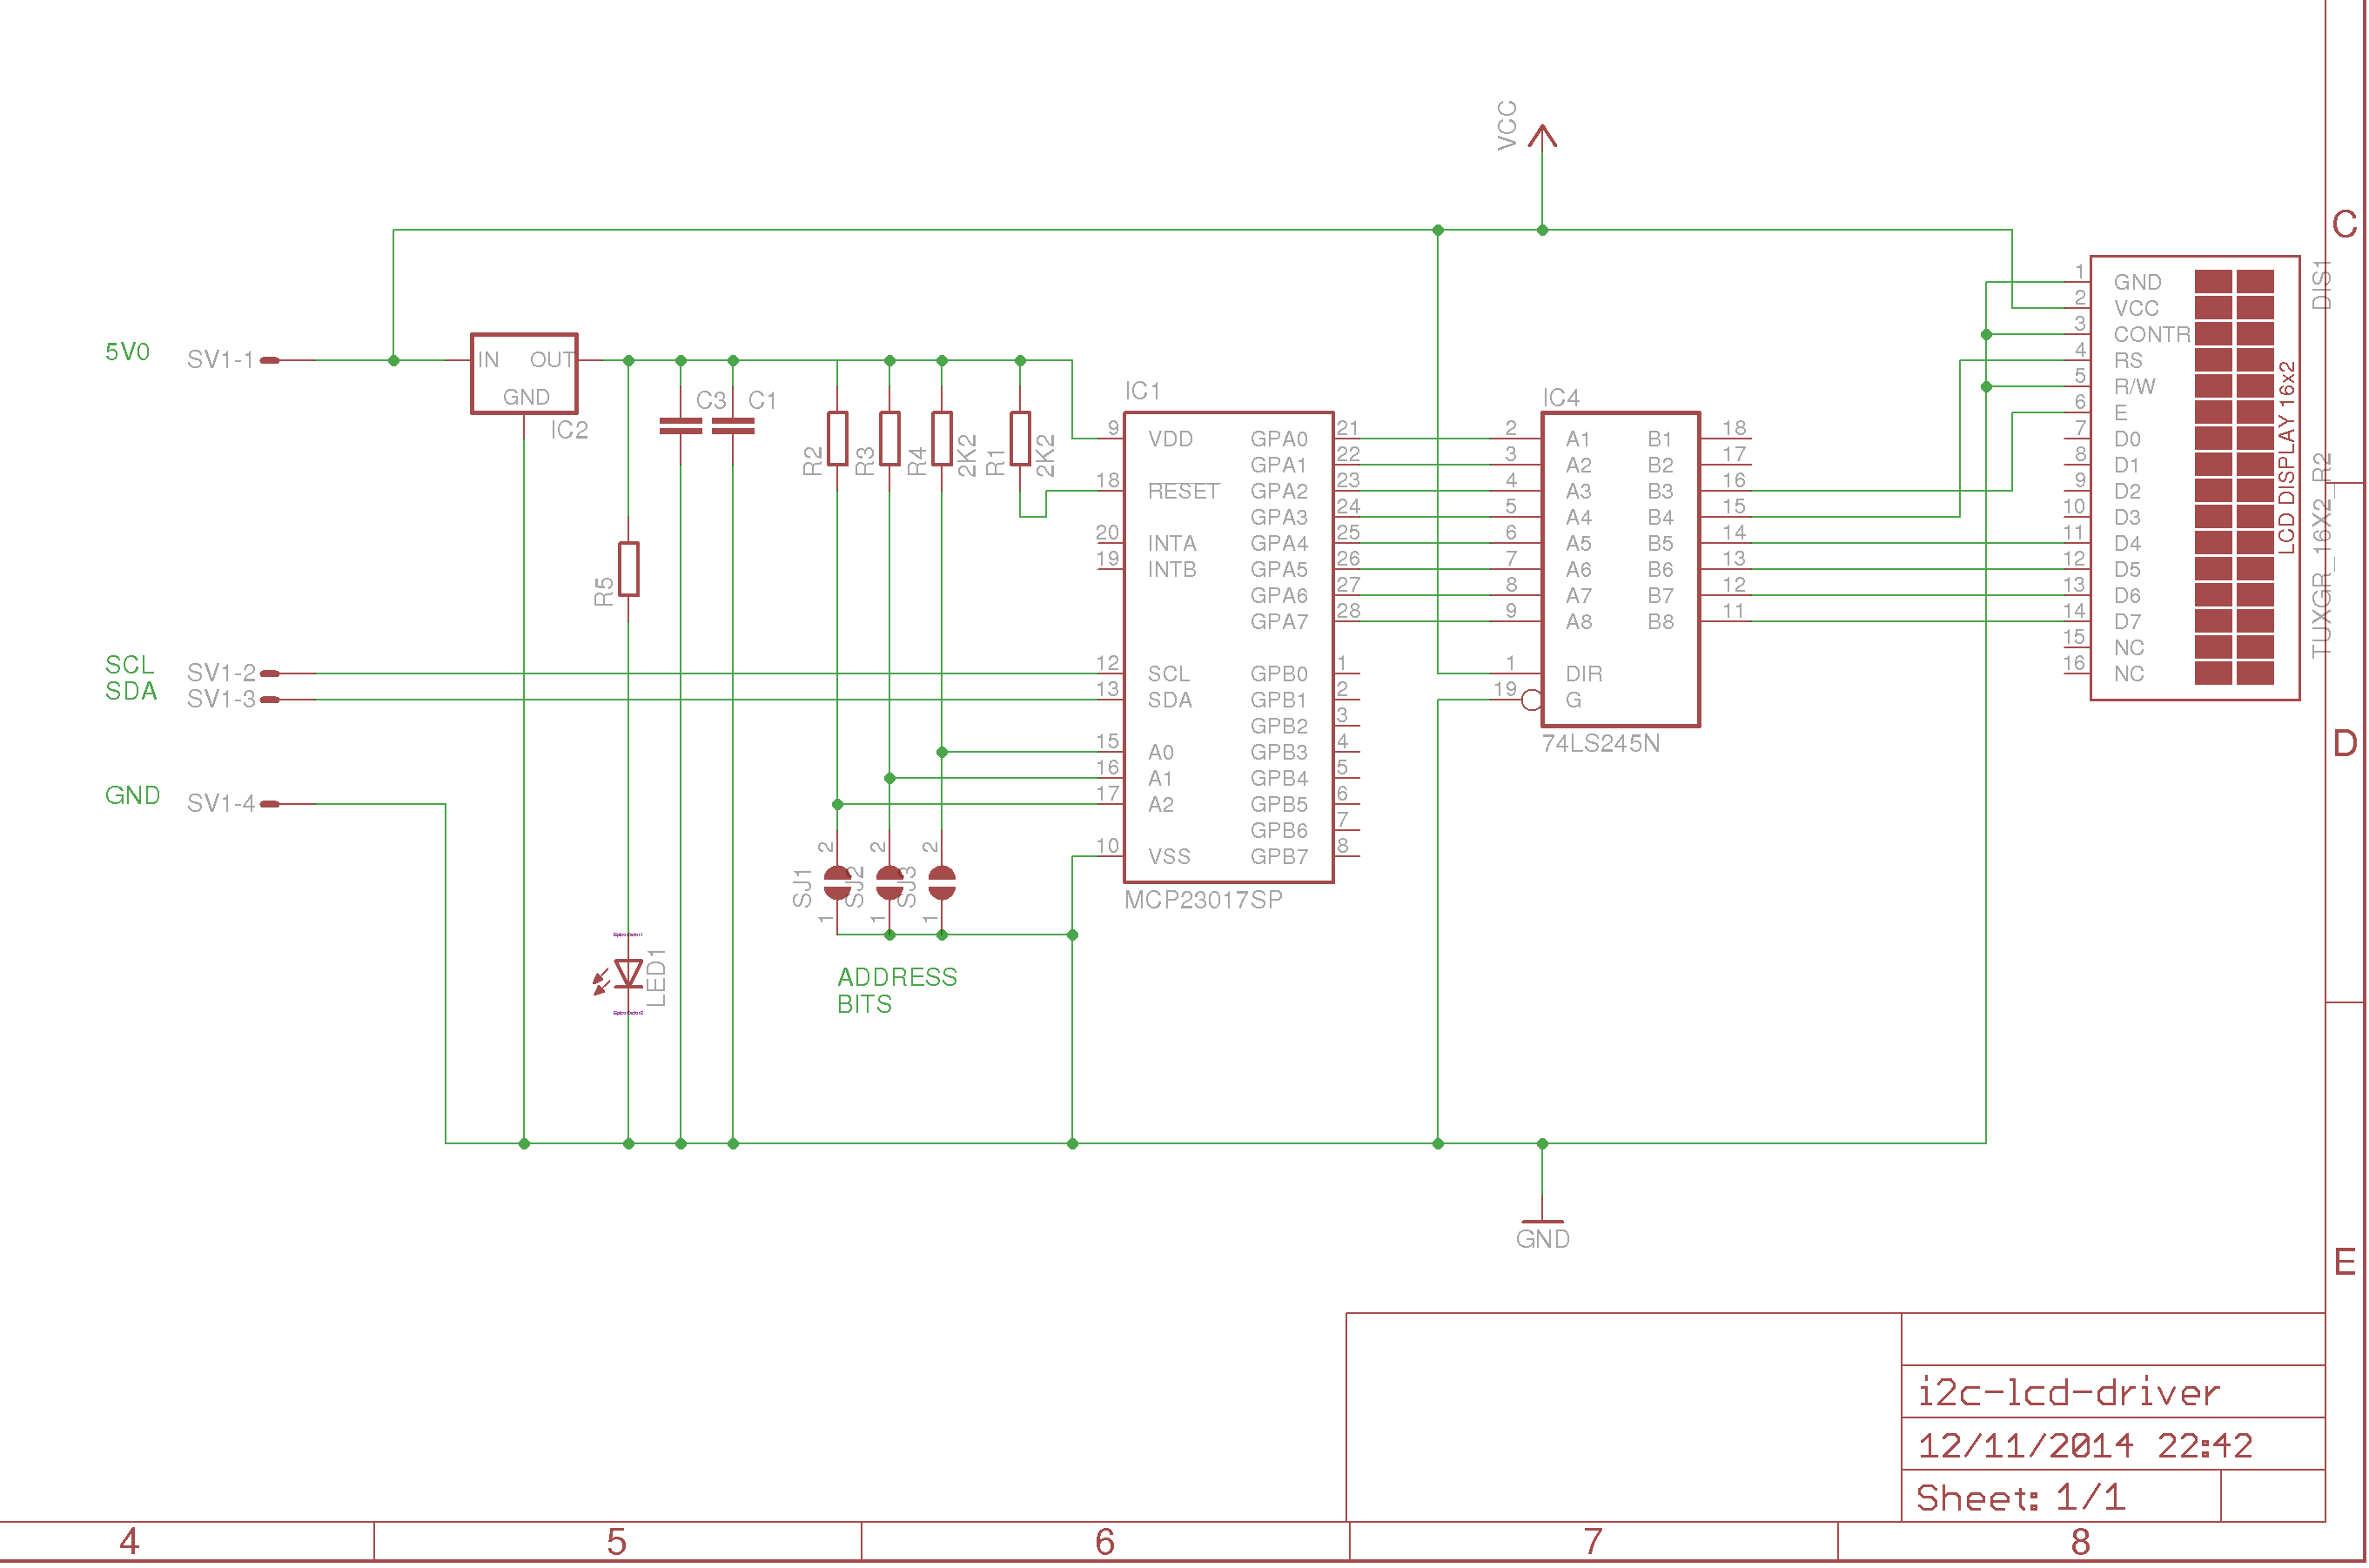 VCC
C
5V0 SV1-1
IN OUT
GND
IC2
C3 C1
R2
R3
R4
2K2
R1
2K2
R5
SCL SV1-2
SDA SV1-3
GND SV1-4
LED1
2 2 2
SJ1 SJ2 SJ3
1 1 1
ADDRESS
BITS
IC1
9 VDD GPA0 21
GPA1 22
18 RESET GPA2 23
GPA3 24
20 INTA GPA4 25
19 INTB GPA5 26
GPA6 27
GPA7 28
12 SCL GPB0 1
13 SDA GPB1 2
GPB2 3
15 A0 GPB3 4
16 A1 GPB4 5
17 A2 GPB5 6
GPB6 7
10 VSS GPB7 8
MCP23017SP
IC4
2 A1 B1 18
3 A2 B2 17
4 A3 B3 16
5 A4 B4 15
6 A5 B5 14
7 A6 B6 13
8 A7 B7 12
9 A8 B8 11
1 DIR
19 G
74LS245N
1 GND
2 VCC
3 CONTR
4 RS
5 R/W
6 E
7 D0
8 D1
9 D2
10 D3
11 D4
12 D5
13 D6
14 D7
15 NC
16 NC
LCD DISPLAY 16x2
DIS1
TUXGR_16X2_R2
D
GND
E
i2c-lcd-driver
12/11/2014 22:42
Sheet: 1/1
4 5 6 7 8